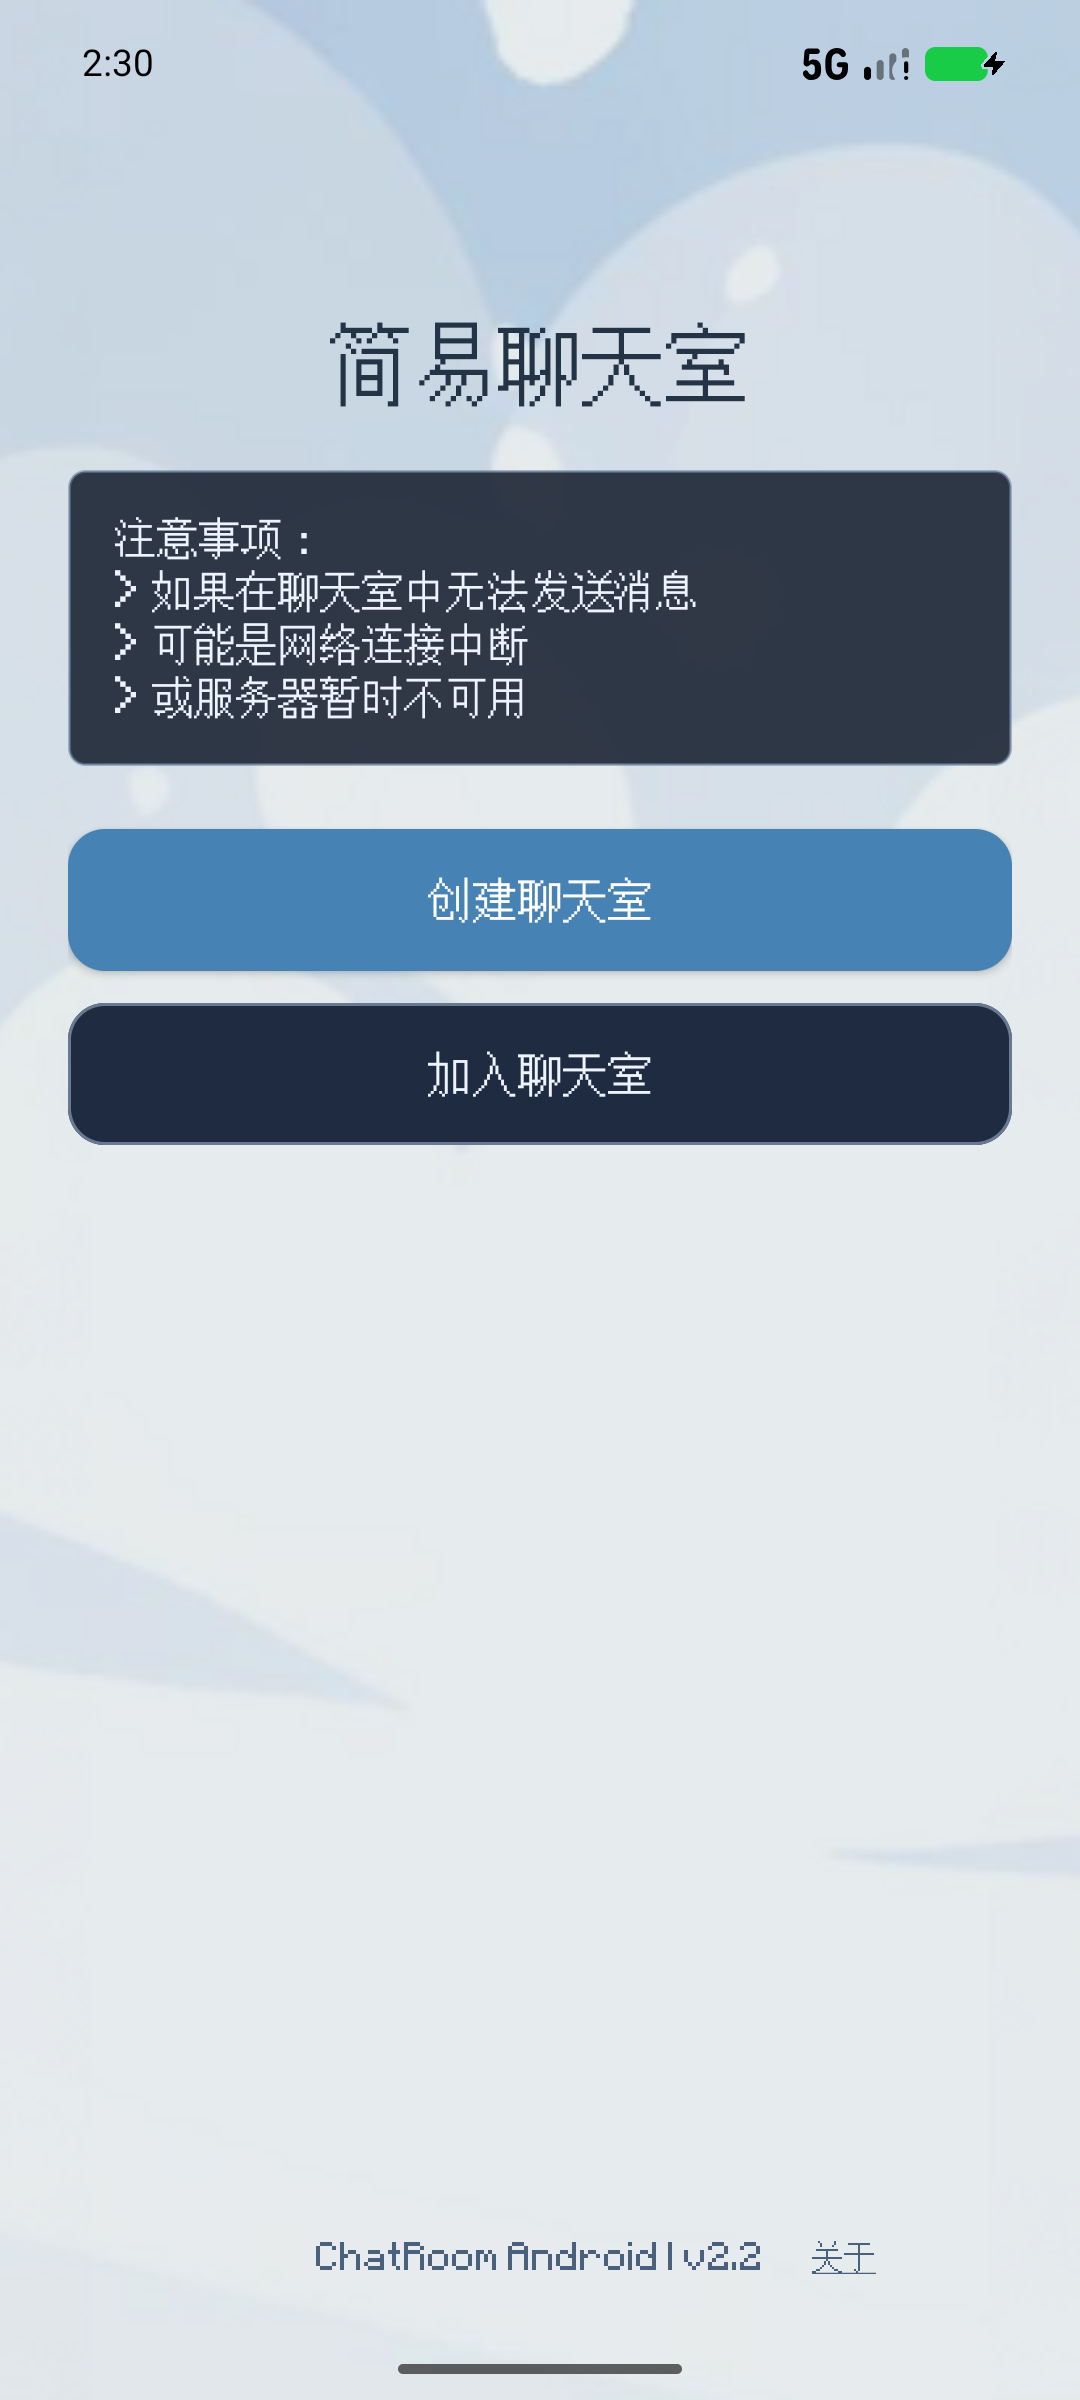 2:30
5G
简易聊天室
注意事项：
> 如果在聊天室中无法发送消息
> 可能是网络连接中断
> 或服务器暂时不可用
创建聊天室
加入聊天室
ChatRoom Android | v2.2 关于